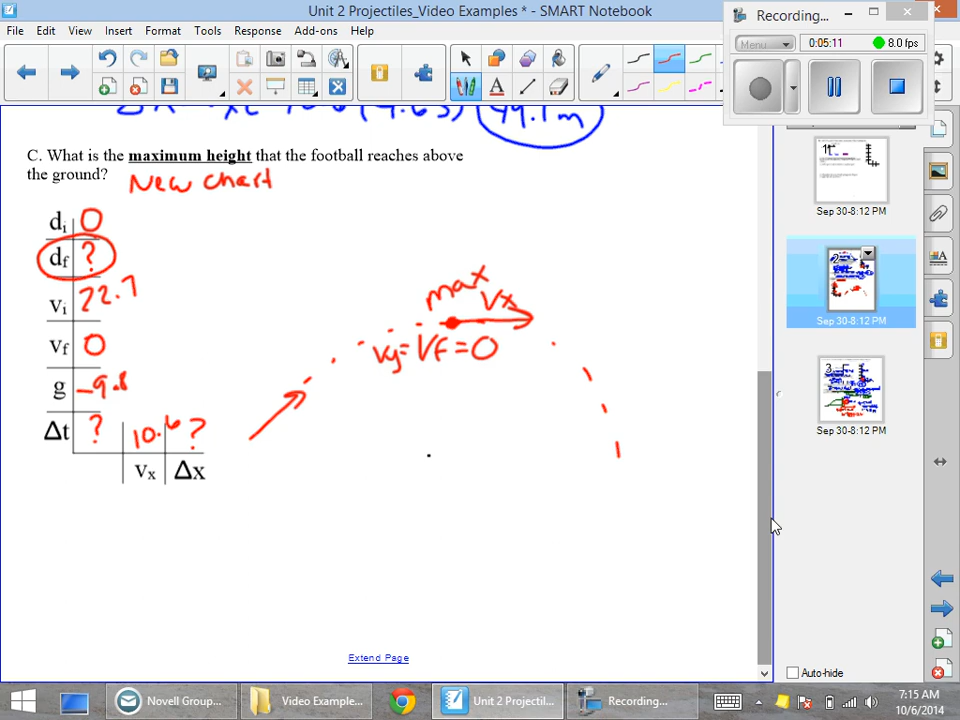 Unit 2 Projectiles_Video Examples * - SMART Notebook
File Edit View Insert Format Tools Response Add-ons Help
Recording...
Menu 00:05:11 8.0 fps
49.1m
C. What is the maximum height that the football reaches above
the ground? New chart
di 0
df ?
vi 22.7
vf 0
g -9.8
Δt ? 10.6 ?
vx Δx
max
vx
vy=vf=0
Sep 30-8:12 PM
Sep 30-8:12 PM
Sep 30-8:12 PM
Extend Page
Auto-hide
Novell Group...
Video Example...
Unit 2 Projectil...
Recording...
7:15 AM
10/6/2014